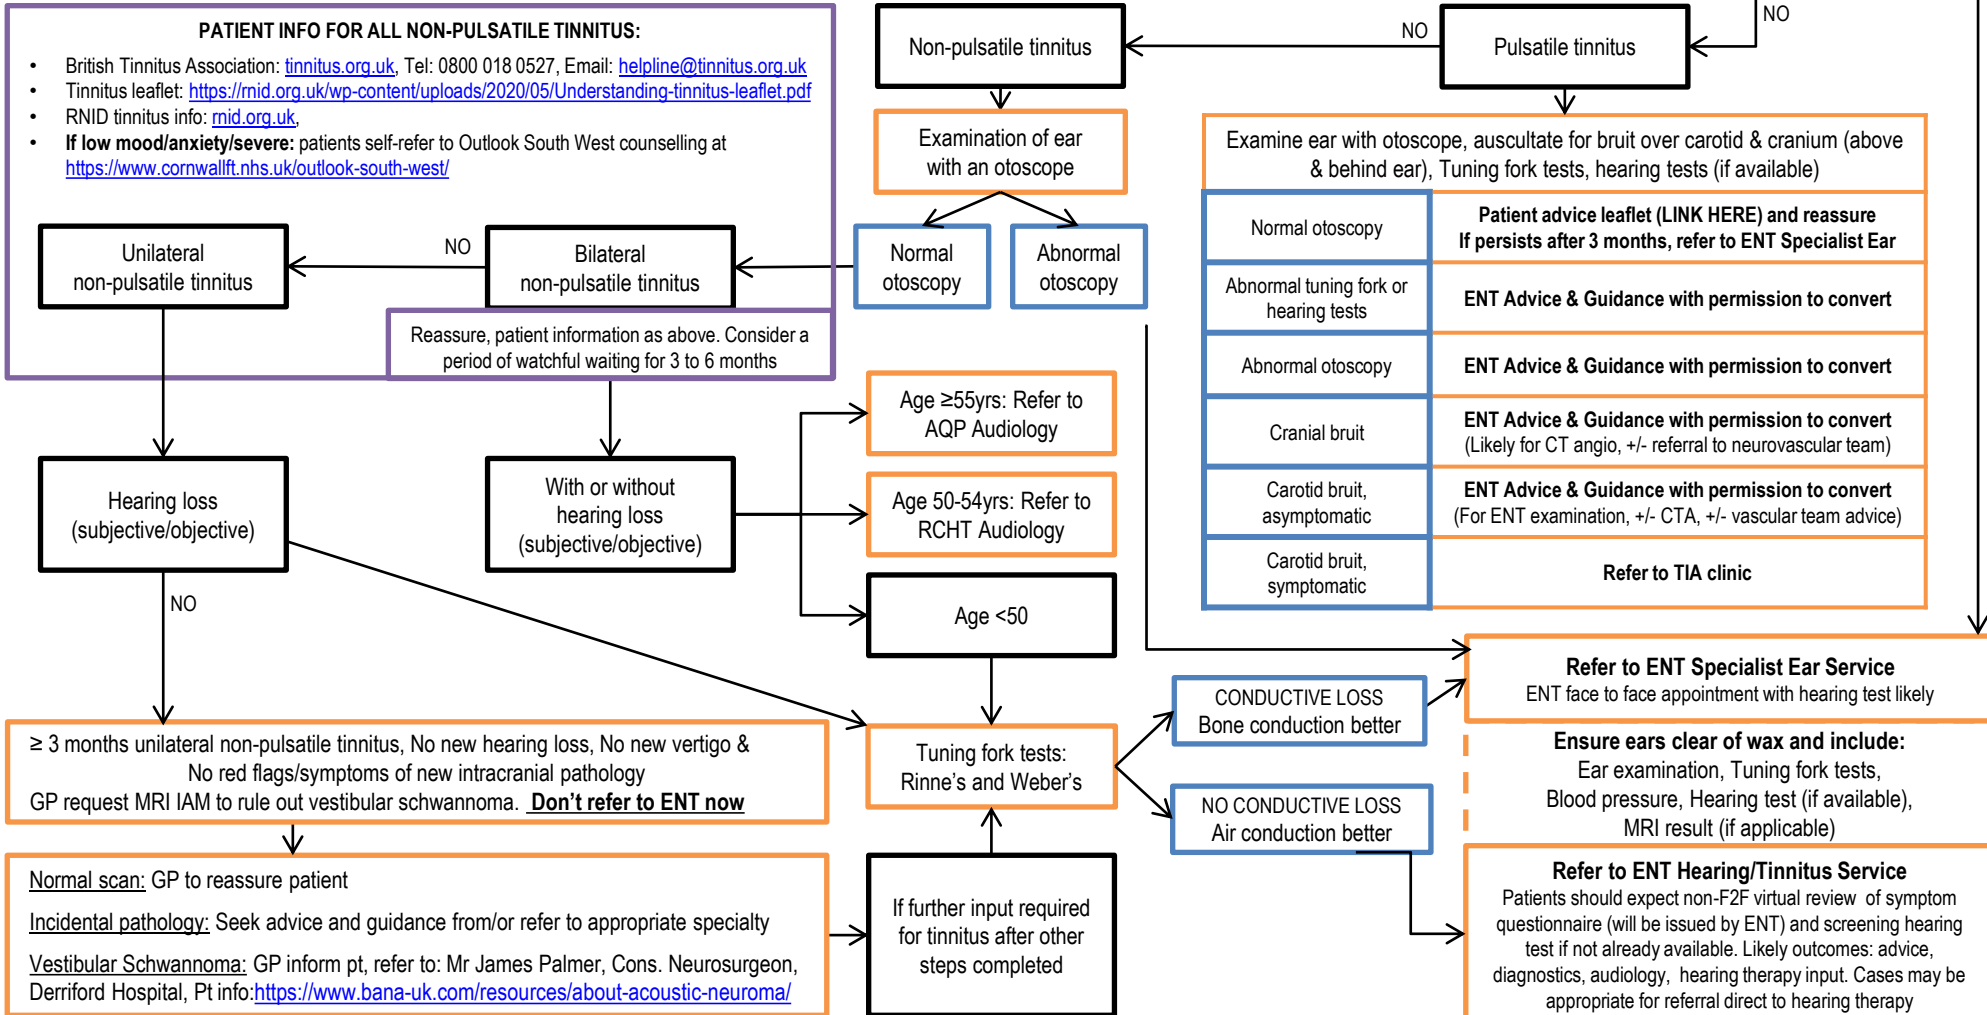 PATIENT INFO FOR ALL NON-PULSATILE TINNITUS:
• British Tinnitus Association: tinnitus.org.uk, Tel: 0800 018 0527, Email: helpline@tinnitus.org.uk
• Tinnitus leaflet: https://rnid.org.uk/wp-content/uploads/2020/05/Understanding-tinnitus-leaflet.pdf
• RNID tinnitus info: rnid.org.uk,
• If low mood/anxiety/severe: patients self-refer to Outlook South West counselling at
https://www.cornwallft.nhs.uk/outlook-south-west/
Non-pulsatile tinnitus
NO
Pulsatile tinnitus
NO
Examination of ear
with an otoscope
Examine ear with otoscope, auscultate for bruit over carotid & cranium (above
& behind ear), Tuning fork tests, hearing tests (if available)
Normal otoscopy
Patient advice leaflet (LINK HERE) and reassure
If persists after 3 months, refer to ENT Specialist Ear
Abnormal tuning fork or
hearing tests
ENT Advice & Guidance with permission to convert
Abnormal otoscopy
ENT Advice & Guidance with permission to convert
Cranial bruit
ENT Advice & Guidance with permission to convert
(Likely for CT angio, +/- referral to neurovascular team)
Carotid bruit,
asymptomatic
ENT Advice & Guidance with permission to convert
(For ENT examination, +/- CTA, +/- vascular team advice)
Carotid bruit,
symptomatic
Refer to TIA clinic
Unilateral
non-pulsatile tinnitus
NO
Bilateral
non-pulsatile tinnitus
Normal
otoscopy
Abnormal
otoscopy
Reassure, patient information as above. Consider a
period of watchful waiting for 3 to 6 months
Hearing loss
(subjective/objective)
With or without
hearing loss
(subjective/objective)
Age ≥55yrs: Refer to
AQP Audiology
Age 50-54yrs: Refer to
RCHT Audiology
Age <50
NO
≥ 3 months unilateral non-pulsatile tinnitus, No new hearing loss, No new vertigo &
No red flags/symptoms of new intracranial pathology
GP request MRI IAM to rule out vestibular schwannoma. Don’t refer to ENT now
Tuning fork tests:
Rinne’s and Weber’s
CONDUCTIVE LOSS
Bone conduction better
NO CONDUCTIVE LOSS
Air conduction better
Refer to ENT Specialist Ear Service
ENT face to face appointment with hearing test likely
Ensure ears clear of wax and include:
Ear examination, Tuning fork tests,
Blood pressure, Hearing test (if available),
MRI result (if applicable)
Normal scan: GP to reassure patient
Incidental pathology: Seek advice and guidance from/or refer to appropriate specialty
Vestibular Schwannoma: GP inform pt, refer to: Mr James Palmer, Cons. Neurosurgeon,
Derriford Hospital, Pt info:https://www.bana-uk.com/resources/about-acoustic-neuroma/
If further input required
for tinnitus after other
steps completed
Refer to ENT Hearing/Tinnitus Service
Patients should expect non-F2F virtual review of symptom
questionnaire (will be issued by ENT) and screening hearing
test if not already available. Likely outcomes: advice,
diagnostics, audiology, hearing therapy input. Cases may be
appropriate for referral direct to hearing therapy